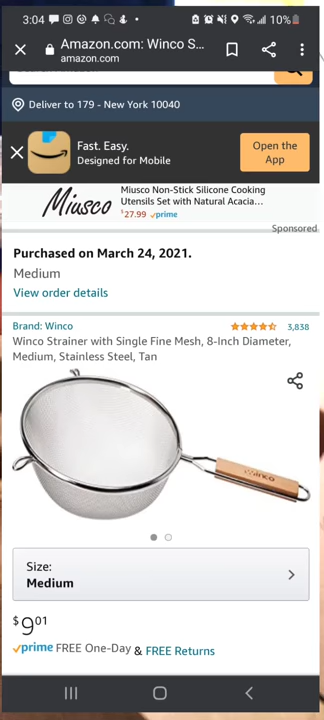 3:04
10%
Amazon.com: Winco S...
amazon.com
Deliver to 179 - New York 10040
Fast. Easy.
Designed for Mobile
Open the
App
Miusco
Miusco Non-Stick Silicone Cooking
Utensils Set with Natural Acacia...
$27.99 prime
Sponsored
Purchased on March 24, 2021.
Medium
View order details
Brand: Winco
3,838
Winco Strainer with Single Fine Mesh, 8-Inch Diameter,
Medium, Stainless Steel, Tan
Winco
Size:
Medium
$901
prime FREE One-Day & FREE Returns